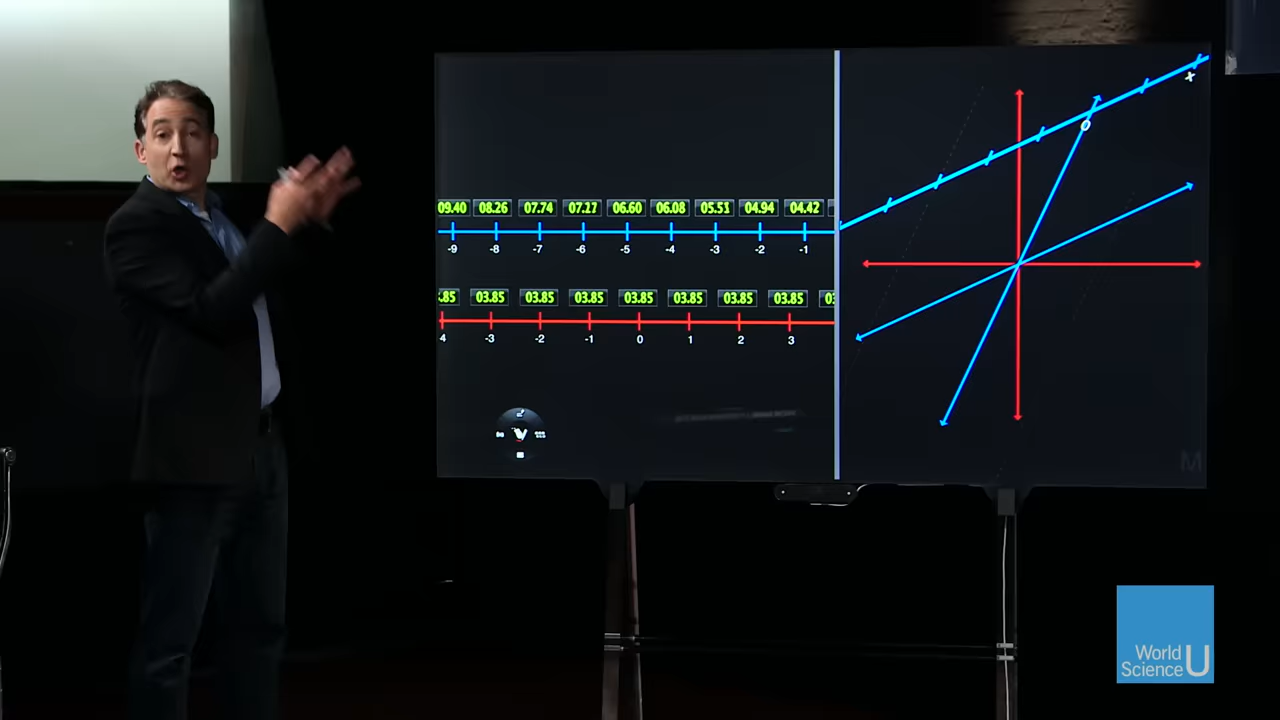 09.40 08.26 07.74 07.17 06.60 06.08 05.51 04.94 04.42
-9 -8 -7 -6 -5 -4 -3 -2 -1
.85 03.85 03.85 03.85 03.85 03.85 03.85 03.85 03
4 -3 -2 -1 0 1 2 3
M
World
Science U